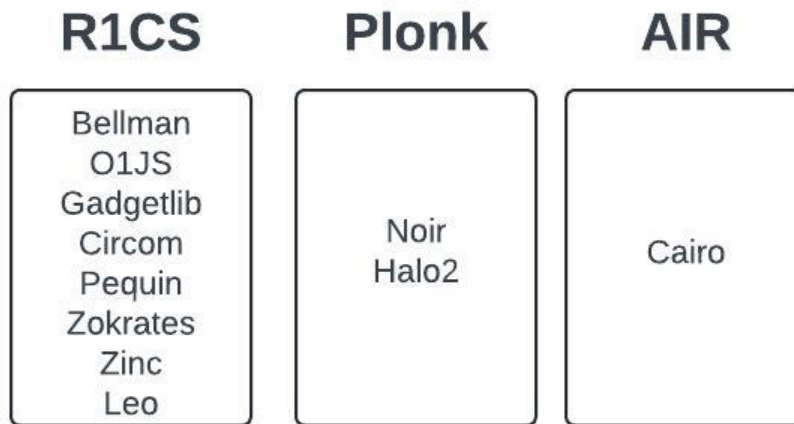 R1CS
Bellman
O1JS
Gadgetlib
Circom
Pequin
Zokrates
Zinc
Leo
Plonk
Noir
Halo2
AIR
Cairo